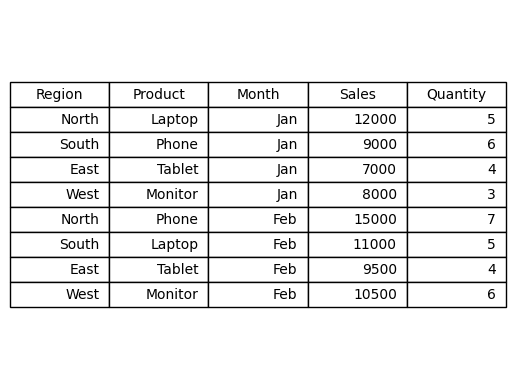 Region Product Month Sales Quantity
North Laptop Jan 12000 5
South Phone Jan 9000 6
East Tablet Jan 7000 4
West Monitor Jan 8000 3
North Phone Feb 15000 7
South Laptop Feb 11000 5
East Tablet Feb 9500 4
West Monitor Feb 10500 6